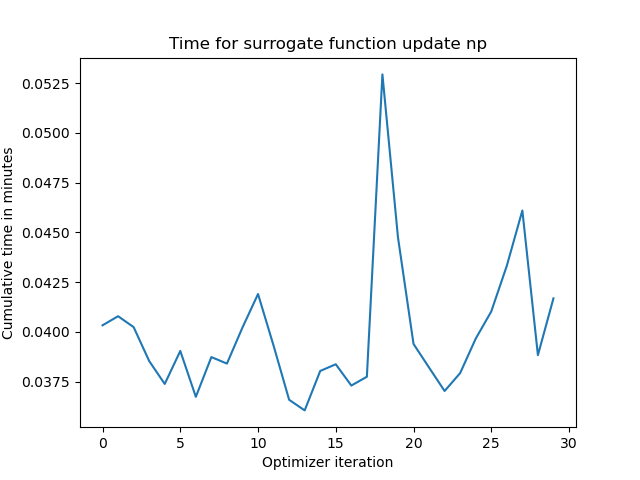 Time for surrogate function update np
Cumulative time in minutes
0.0525
0.0500
0.0475
0.0450
0.0425
0.0400
0.0375
0 5 10 15 20 25 30
Optimizer iteration